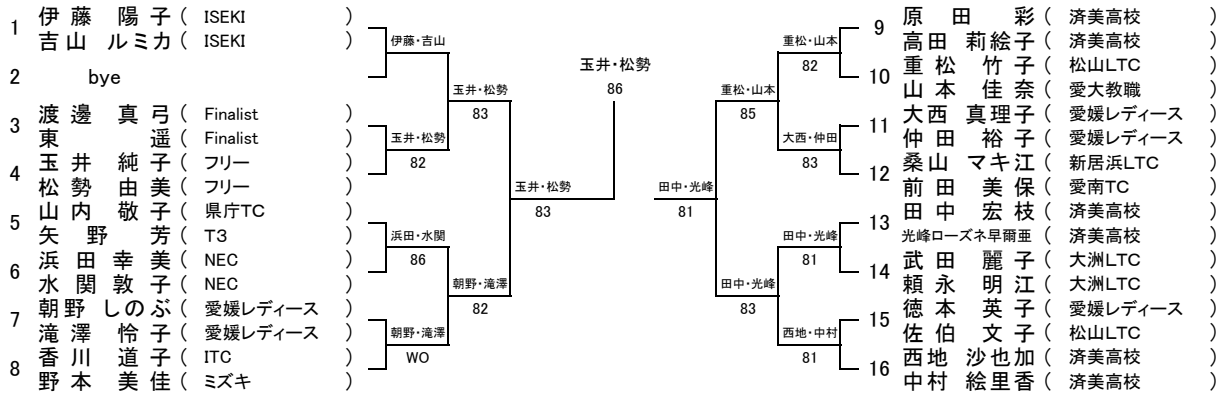 1 伊藤 陽子 ( ISEKI )
吉山 ルミカ ( ISEKI )
2 bye
3 渡邊 真弓 ( Finalist )
東 遥 ( Finalist )
4 玉井 純子 ( フリー )
松勢 由美 ( フリー )
5 山内 敬子 ( 県庁TC )
矢野 芳 ( T3 )
6 浜田 幸美 ( NEC )
水関 敦子 ( NEC )
7 朝野 しのぶ ( 愛媛レディース )
滝澤 怜子 ( 愛媛レディース )
8 香川 道子 ( ITC )
野本 美佳 ( ミズキ )
伊藤・吉山
玉井・松勢
82
浜田・水関
86
朝野・滝澤
WO
玉井・松勢
83
朝野・滝澤
82
玉井・松勢
83
玉井・松勢
86
田中・光峰
81
重松・山本
85
田中・光峰
83
重松・山本
82
大西・仲田
83
田中・光峰
81
西地・中村
81
9 原田 彩 ( 済美高校 )
高田 莉絵子 ( 済美高校 )
10 重松 竹子 ( 松山LTC )
山本 佳奈 ( 愛大教職 )
11 大西 真理子 ( 愛媛レディース )
仲田 裕子 ( 愛媛レディース )
12 桑山 マキ江 ( 新居浜LTC )
前田 美保 ( 愛南TC )
13 田中 宏枝 ( 済美高校 )
光峰ローズネ早爾亜 ( 済美高校 )
14 武田 麗子 ( 大洲LTC )
頼永 明江 ( 大洲LTC )
15 徳本 英子 ( 愛媛レディース )
佐伯 文子 ( 松山LTC )
16 西地 沙也加 ( 済美高校 )
中村 絵里香 ( 済美高校 )